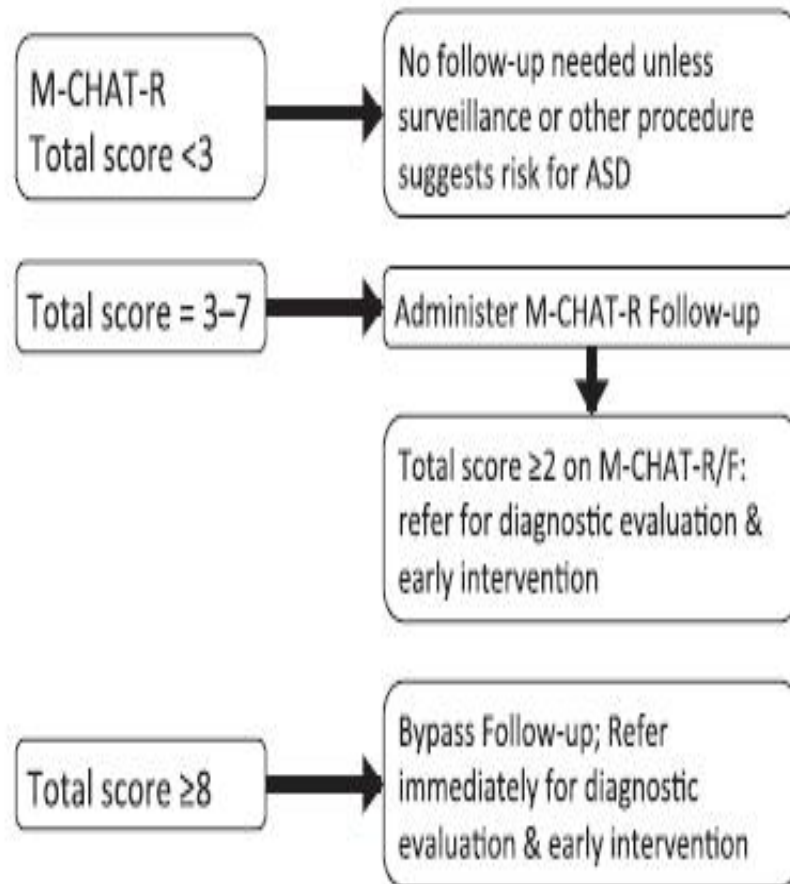 M-CHAT-R
Total score <3
No follow-up needed unless
surveillance or other procedure
suggests risk for ASD
Total score = 3–7
Administer M-CHAT-R Follow-up
Total score ≥2 on M-CHAT-R/F:
refer for diagnostic evaluation &
early intervention
Total score ≥8
Bypass Follow-up; Refer
immediately for diagnostic
evaluation & early intervention